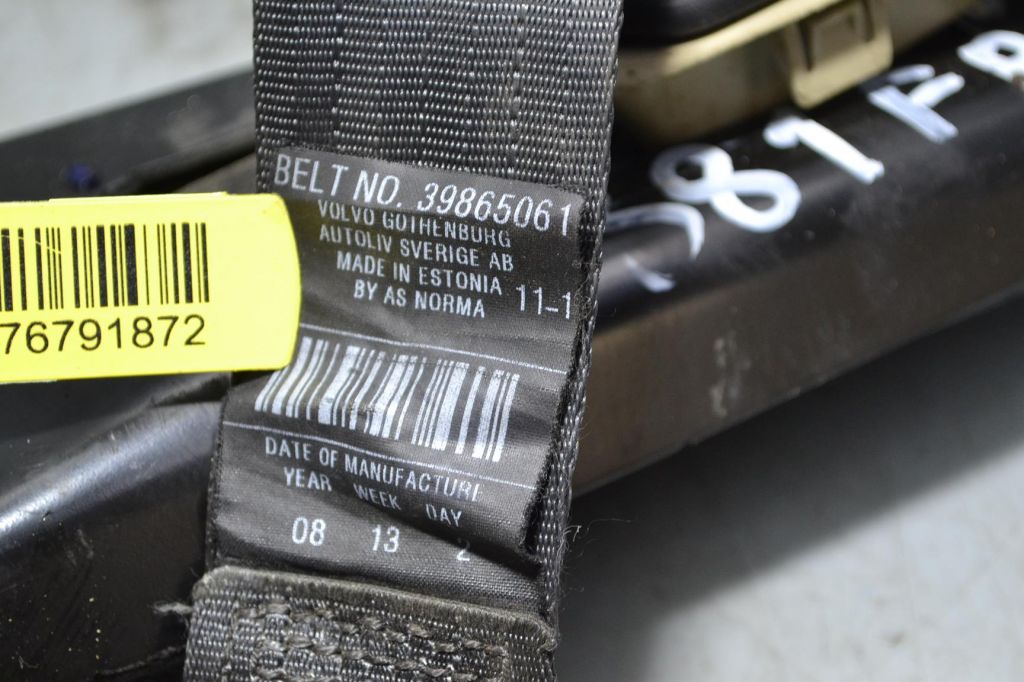 BELT NO. 39865061
VOLVO GOTHENBURG
AUTOLIV SVERIGE AB
MADE IN ESTONIA
BY AS NORMA 11-1
76791872
DATE OF MANUFACTURE
YEAR WEEK DAY
08 13 2